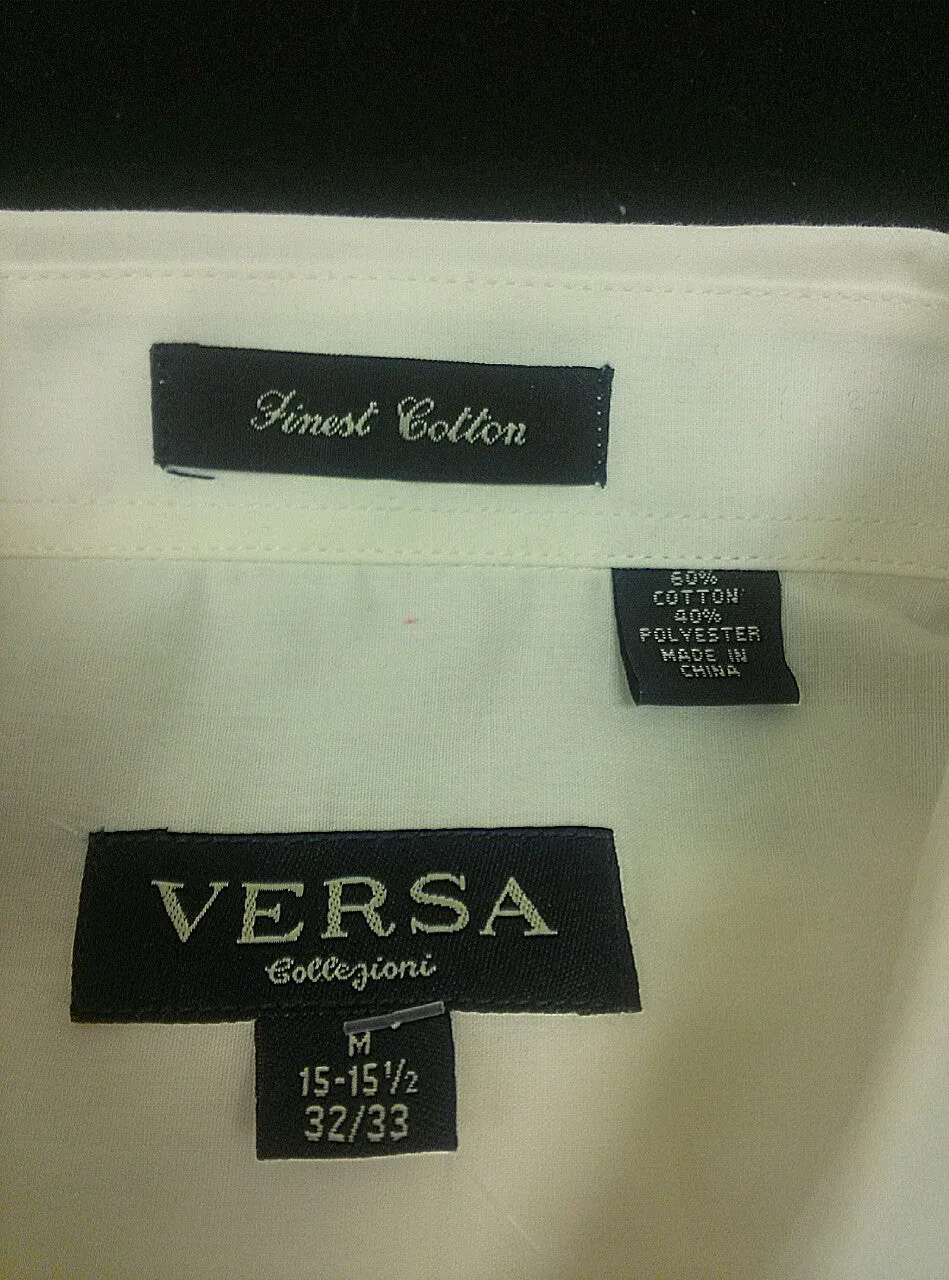 Finest Cotton
60%
COTTON
40%
POLYESTER
MADE IN
CHINA
VERSA
Collezioni
M
15-15½
32/33